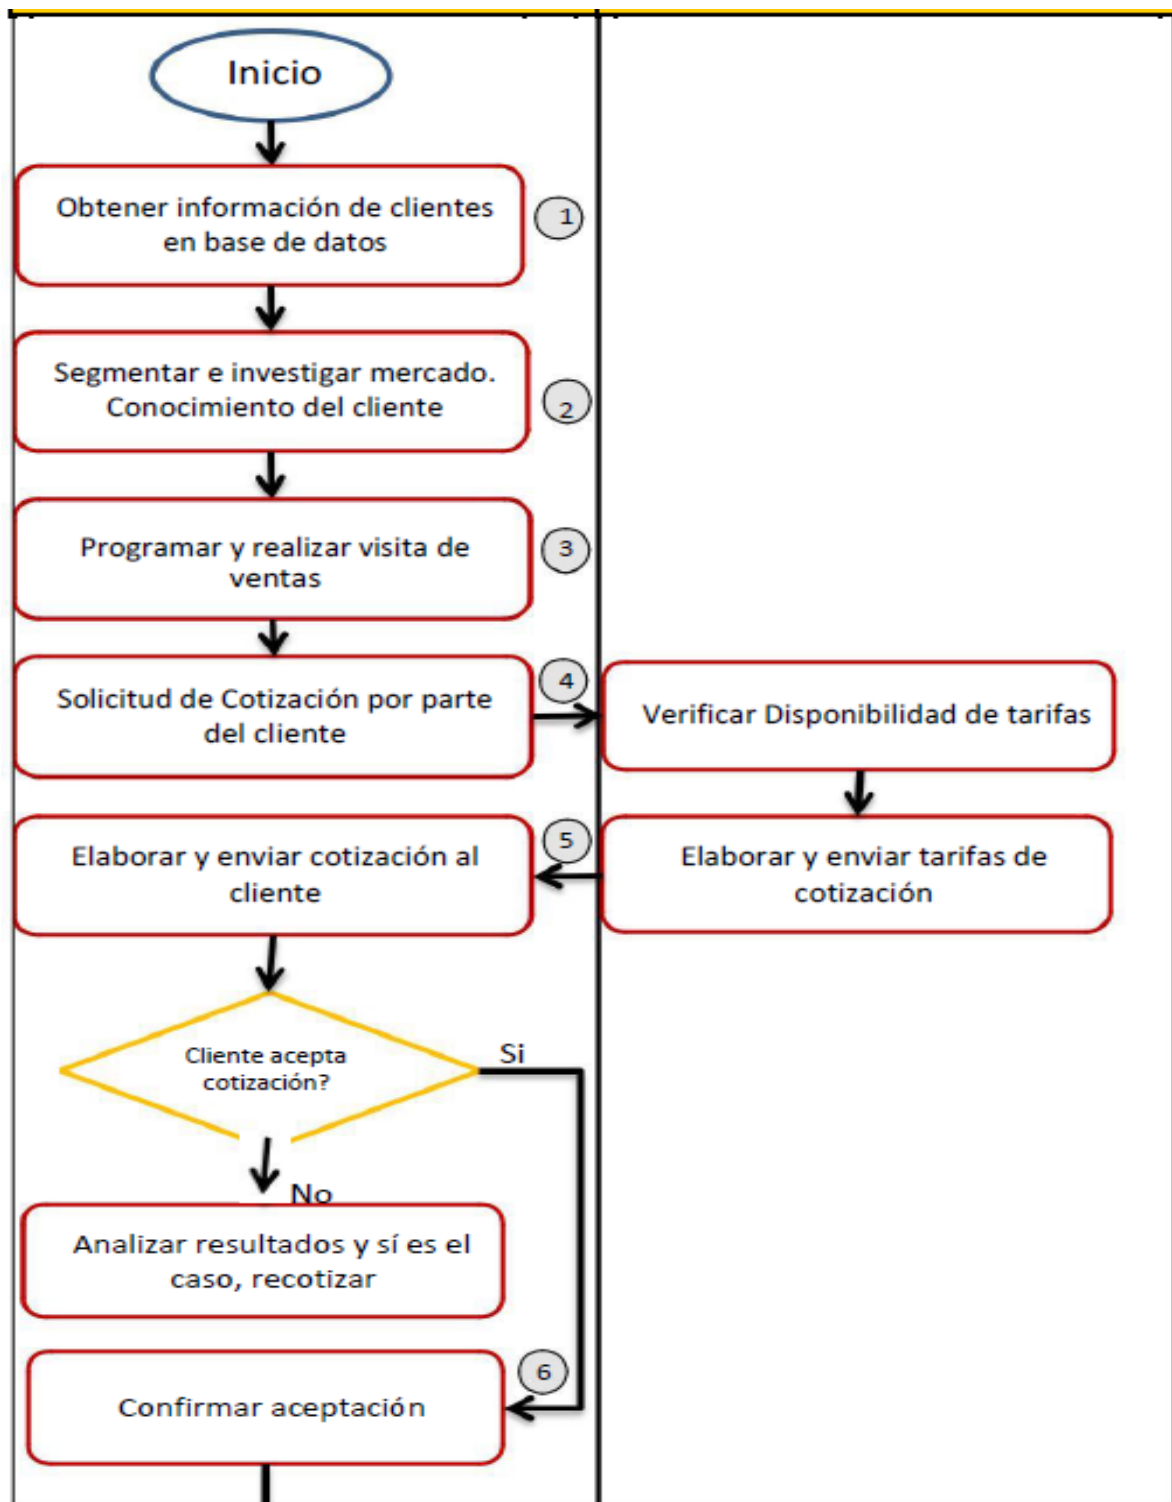 Inicio
Obtener información de clientes
en base de datos
1
Segmentar e investigar mercado.
Conocimiento del cliente
2
Programar y realizar visita de
ventas
3
Solicitud de Cotización por parte
del cliente
4
Verificar Disponibilidad de tarifas
Elaborar y enviar cotización al
cliente
5
Elaborar y enviar tarifas de
cotización
Cliente acepta
cotización?
Si
No
Analizar resultados y sí es el
caso, recotizar
Confirmar aceptación
6